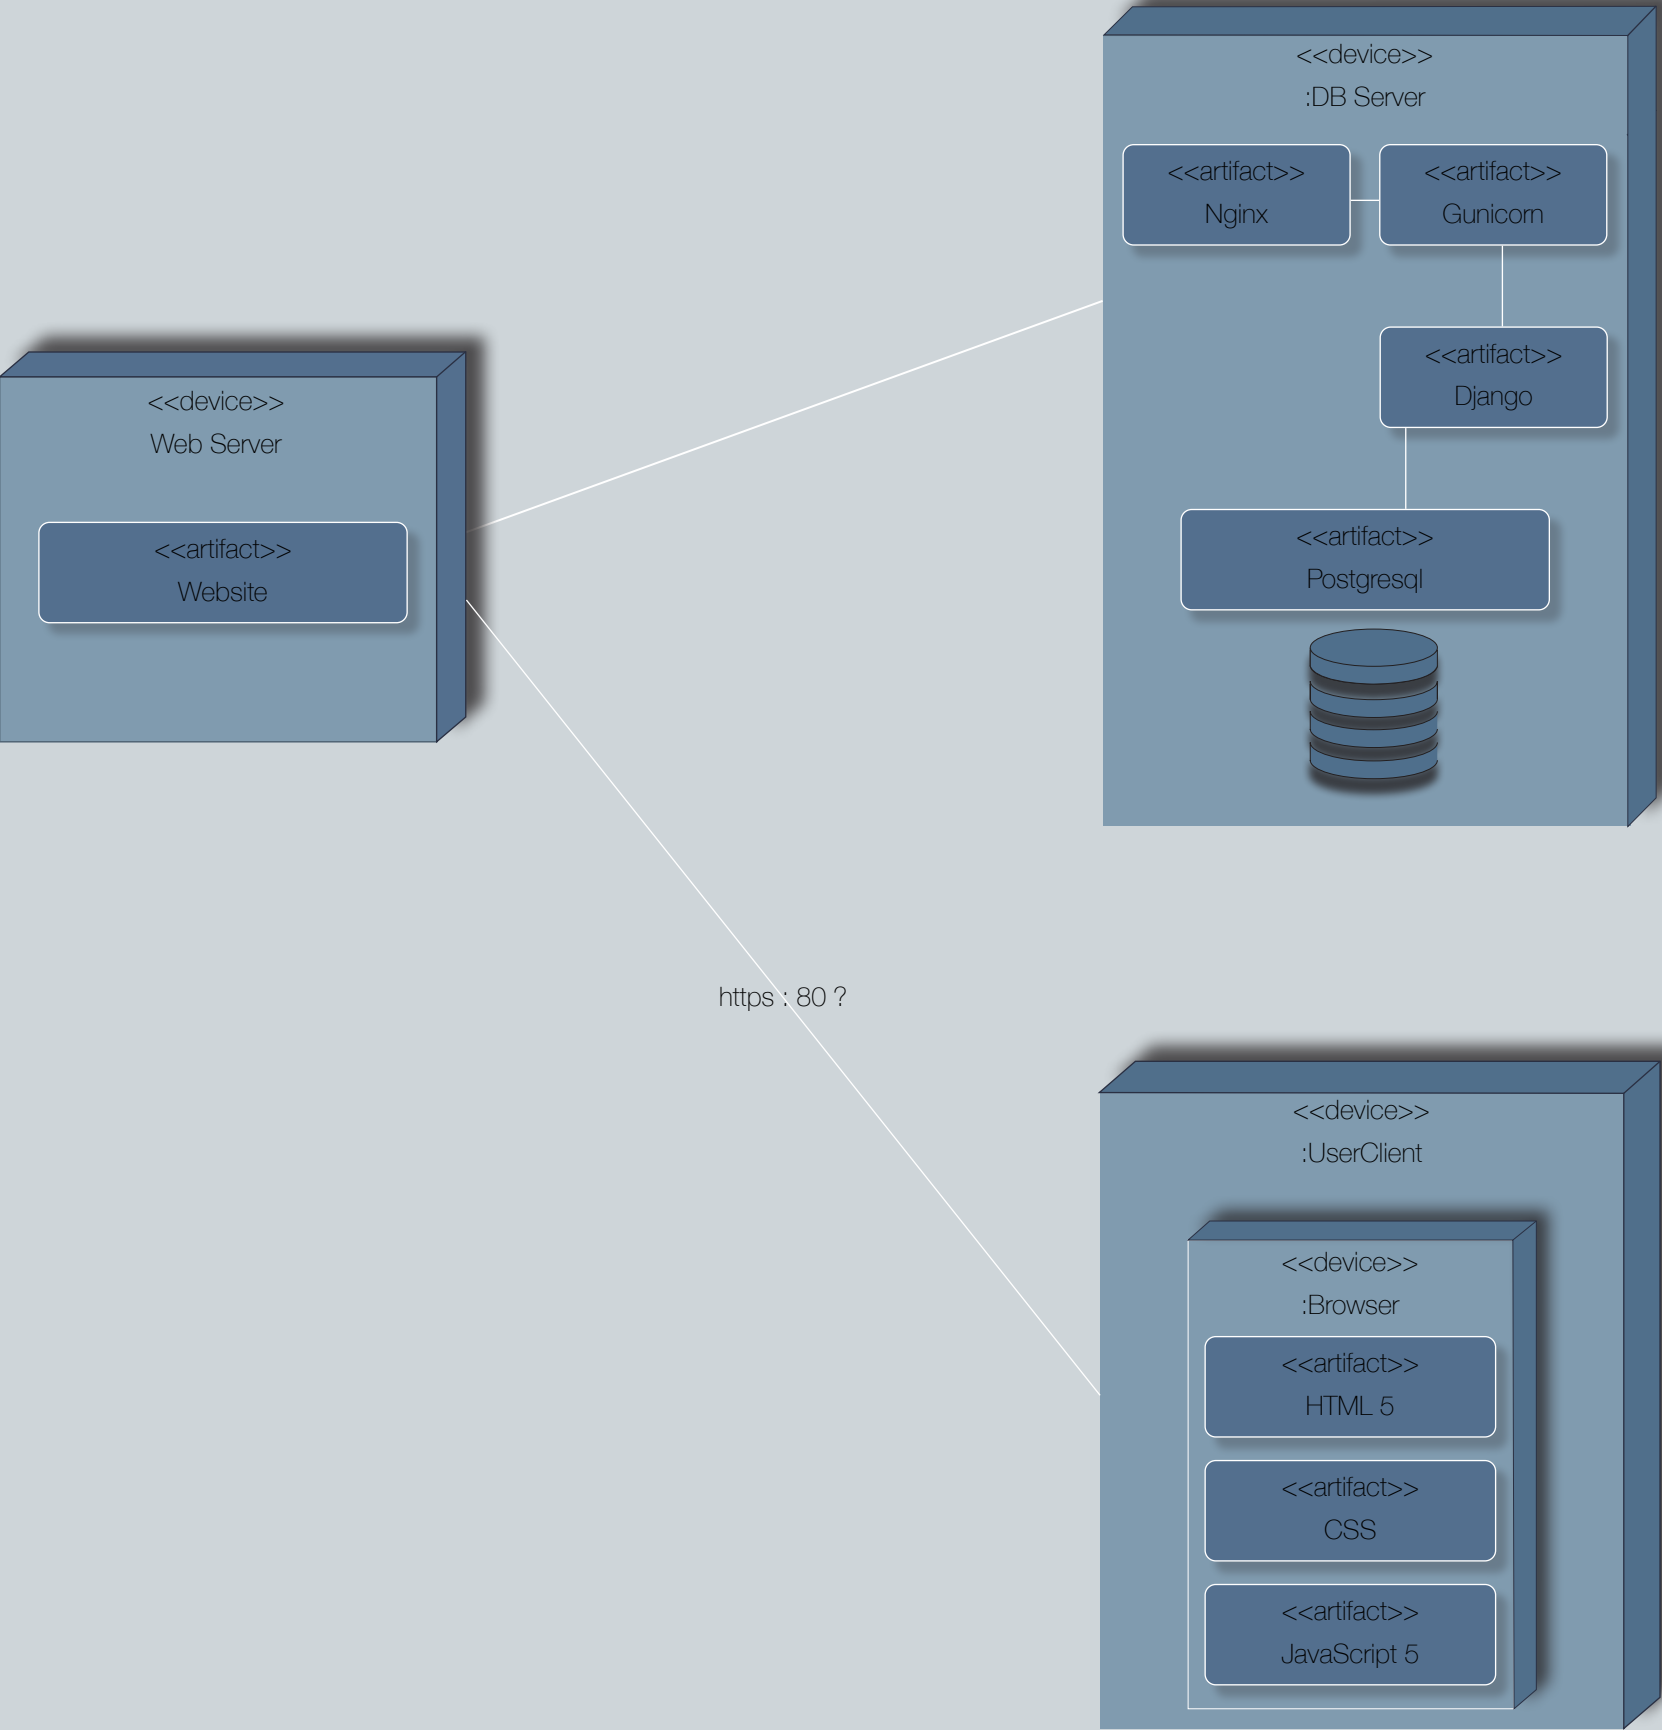 <<device>>
:DB Server
<<artifact>>
Nginx
<<artifact>>
Gunicorn
<<artifact>>
Django
<<artifact>>
Postgresql
<<device>>
Web Server
<<artifact>>
Website
https : 80 ?
<<device>>
:UserClient
<<device>>
:Browser
<<artifact>>
HTML 5
<<artifact>>
CSS
<<artifact>>
JavaScript 5